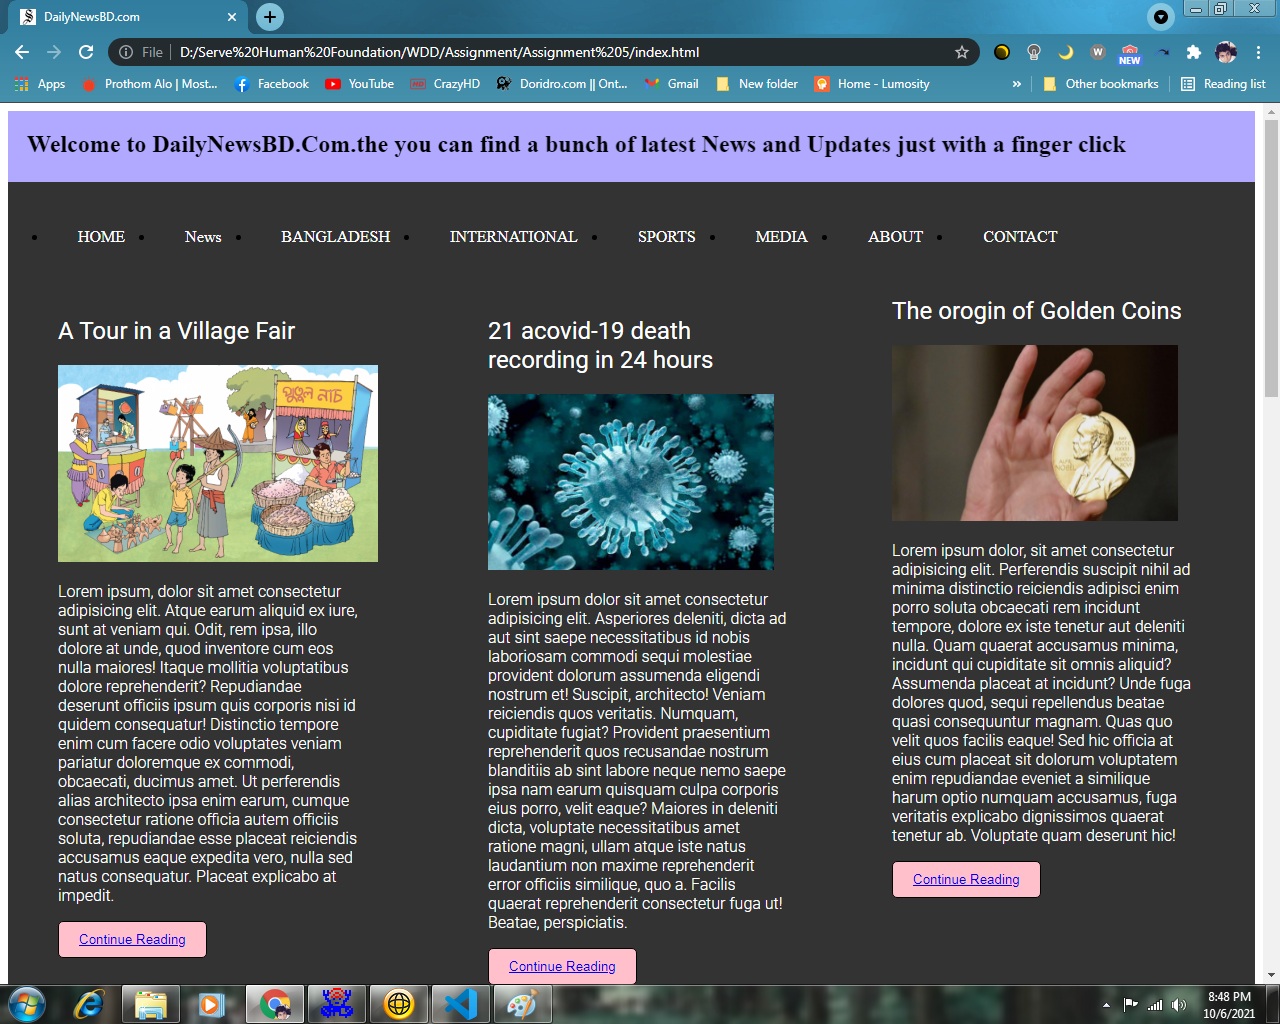 DailyNewsBD.com
File
D:/Serve%20Human%20Foundation/WDD/Assignment/Assignment%205/index.html
W
NEW
Apps
Prothom Alo | Most...
Facebook
YouTube
CrazyHD
Doridro.com || Ont...
Gmail
New folder
Home - Lumosity
»
Other bookmarks
Reading list
Welcome to DailyNewsBD.Com.the you can find a bunch of latest News and Updates just with a finger click
HOME
News
BANGLADESH
INTERNATIONAL
SPORTS
MEDIA
ABOUT
CONTACT
A Tour in a Village Fair
পুতুল নাচ
Lorem ipsum, dolor sit amet consectetur
adipisicing elit. Atque earum aliquid ex iure,
sunt at veniam qui. Odit, rem ipsa, illo
dolore at unde, quod inventore cum eos
nulla maiores! Itaque mollitia voluptatibus
dolore reprehenderit? Repudiandae
deserunt officiis ipsum quis corporis nisi id
quidem consequatur! Distinctio tempore
enim cum facere odio voluptates veniam
pariatur doloremque ex commodi,
obcaecati, ducimus amet. Ut perferendis
alias architecto ipsa enim earum, cumque
consectetur ratione officia autem officiis
soluta, repudiandae esse placeat reiciendis
accusamus eaque expedita vero, nulla sed
natus consequatur. Placeat explicabo at
impedit.
Continue Reading
21 acovid-19 death
recording in 24 hours
Lorem ipsum dolor sit amet consectetur
adipisicing elit. Asperiores deleniti, dicta ad
aut sint saepe necessitatibus id nobis
laboriosam commodi sequi molestiae
provident dolorum assumenda eligendi
nostrum et! Suscipit, architecto! Veniam
reiciendis quos veritatis. Numquam,
cupiditate fugiat? Provident praesentium
reprehenderit quos recusandae nostrum
blanditiis ab sint labore neque nemo saepe
ipsa nam earum quisquam culpa corporis
eius porro, velit eaque? Maiores in deleniti
dicta, voluptate necessitatibus amet
ratione magni, ullam atque iste natus
laudantium non maxime reprehenderit
error officiis similique, quo a. Facilis
quaerat reprehenderit consectetur fuga ut!
Beatae, perspiciatis.
Continue Reading
The orogin of Golden Coins
Lorem ipsum dolor, sit amet consectetur
adipisicing elit. Perferendis suscipit nihil ad
minima distinctio reiciendis adipisci enim
porro soluta obcaecati rem incidunt
tempore, dolore ex iste tenetur aut deleniti
nulla. Quam quaerat accusamus minima,
incidunt qui cupiditate sit omnis aliquid?
Assumenda placeat at incidunt? Unde fuga
dolores quod, sequi repellendus beatae
quasi consequuntur magnam. Quas quo
velit quos facilis eaque! Sed hic officia at
eius cum placeat sit dolorum voluptatem
enim repudiandae eveniet a similique
harum optio numquam accusamus, fuga
veritatis explicabo dignissimos quaerat
tenetur ab. Voluptate quam deserunt hic!
Continue Reading
8:48 PM
10/6/2021